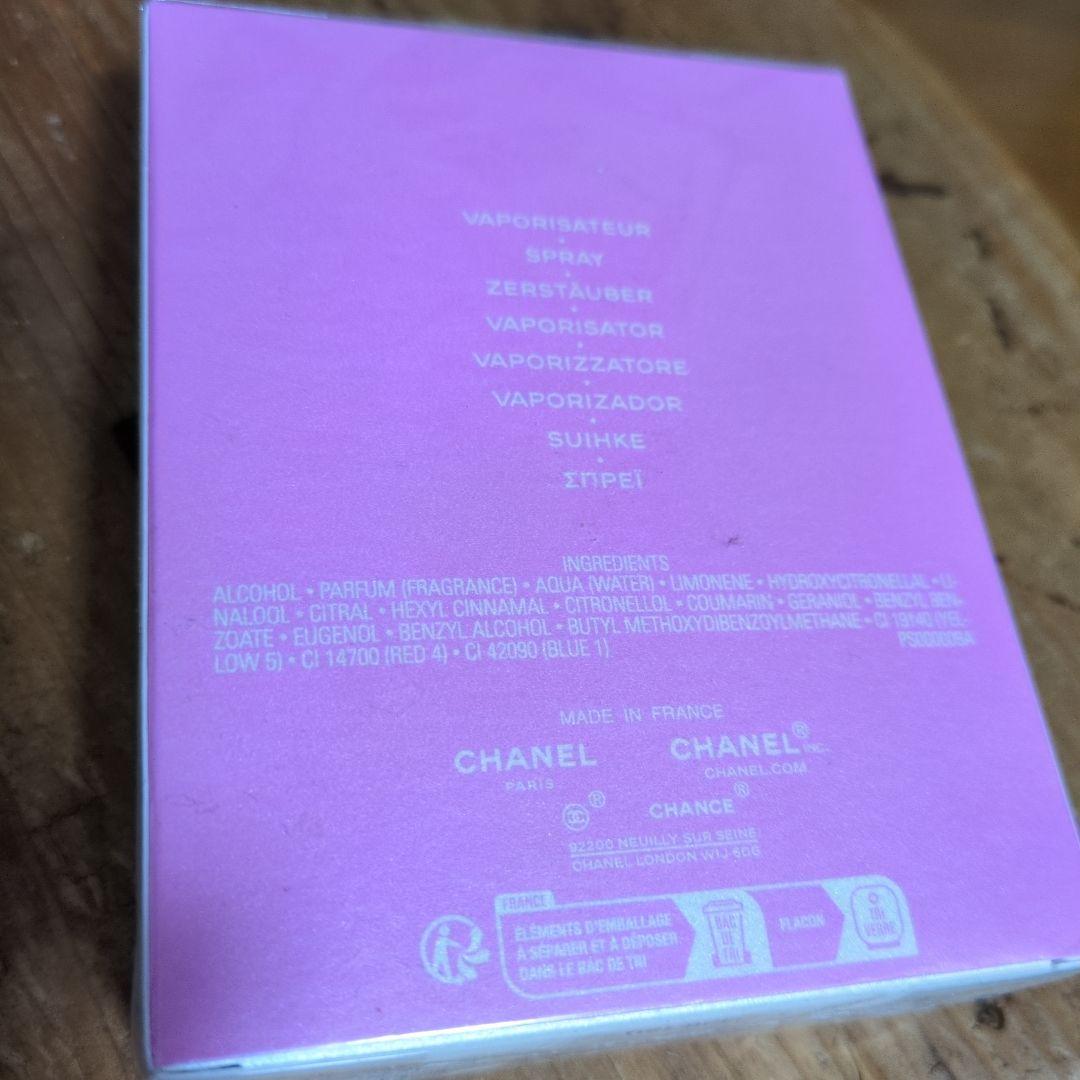 VAPORISATEUR
•
SPRAY
•
ZERSTÄUBER
•
VAPORISATOR
•
VAPORIZZATORE
•
VAPORIZADOR
•
SUIHKE
•
ΣΠΡΕΪ
INGREDIENTS
ALCOHOL • PARFUM (FRAGRANCE) • AQUA (WATER) • LIMONENE • HYDROXYCITRONELLAL • LI-
NALOOL • CITRAL • HEXYL CINNAMAL • CITRONELLOL • COUMARIN • GERANIOL • BENZYL BEN-
ZOATE • EUGENOL • BENZYL ALCOHOL • BUTYL METHOXYDIBENZOYLMETHANE • CI 19140 (YEL-
LOW 5) • CI 14700 (RED 4) • CI 42090 (BLUE 1)
MADE IN FRANCE
CHANEL CHANEL® INC.
PARIS CHANEL.COM
® CHANCE®
92200 NEUILLY SUR SEINE
CHANEL, LONDON W1J 6DG
FRANCE
ÉLÉMENTS D'EMBALLAGE
À SÉPARER ET À DÉPOSER
DANS LE BAC DE TRI
BAC
DE
TRI
FLACON
TRI
VERRE